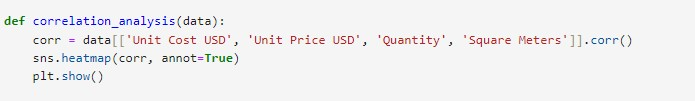 def correlation_analysis(data):
    corr = data[['Unit Cost USD', 'Unit Price USD', 'Quantity', 'Square Meters']].corr()
    sns.heatmap(corr, annot=True)
    plt.show()